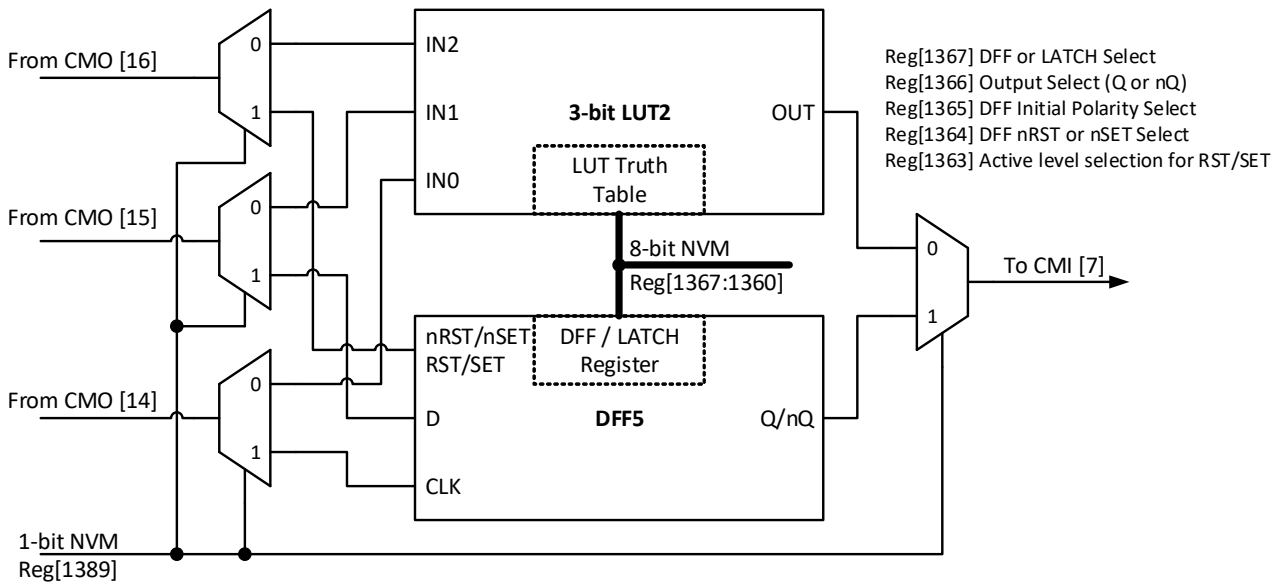 From CMO [16]
0
1
IN2
IN1
IN0
3-bit LUT2
OUT
LUT Truth
Table
Reg[1367] DFF or LATCH Select
Reg[1366] Output Select (Q or nQ)
Reg[1365] DFF Initial Polarity Select
Reg[1364] DFF nRST or nSET Select
Reg[1363] Active level selection for RST/SET
From CMO [15]
0
1
8-bit NVM
Reg[1367:1360]
0
1
To CMI [7]
From CMO [14]
0
1
nRST/nSET
RST/SET
D
CLK
DFF / LATCH
Register
DFF5
Q/nQ
1-bit NVM
Reg[1389]